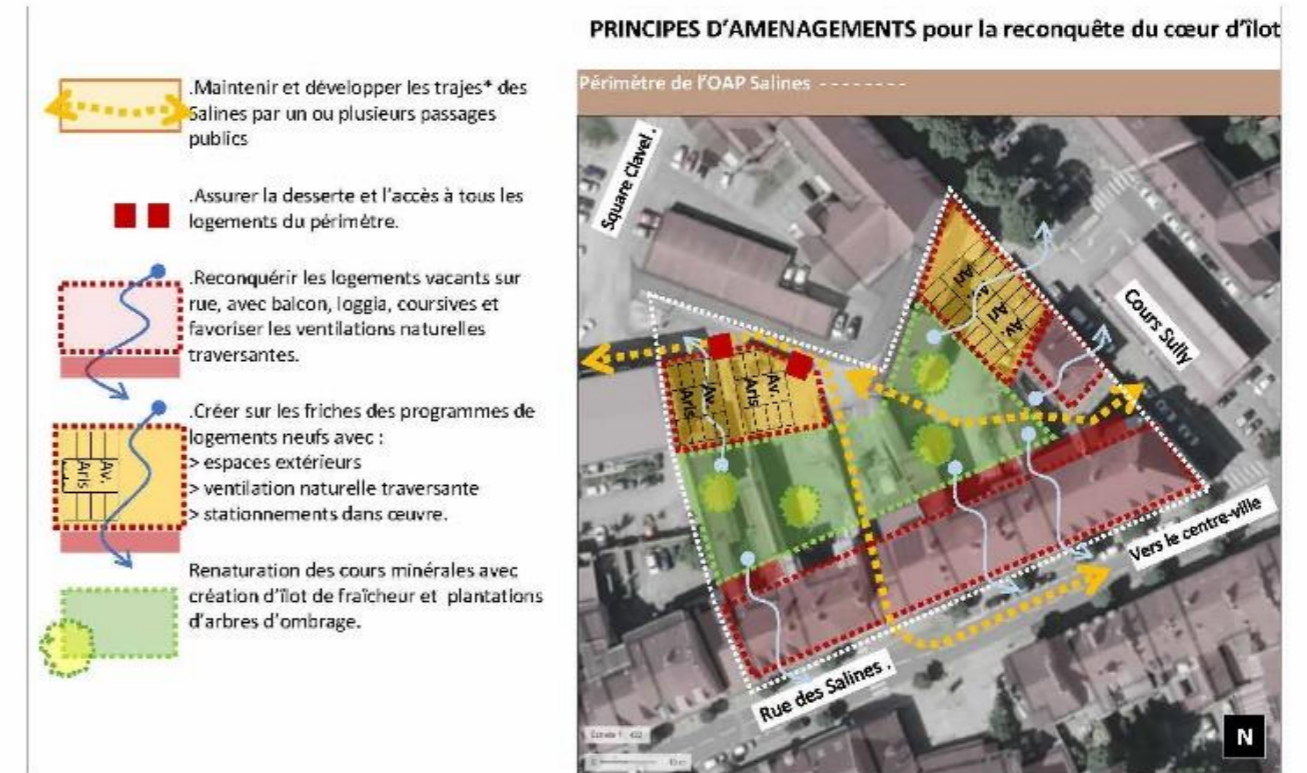 PRINCIPES D'AMENAGEMENTS pour la reconquête du cœur d'îlot
.Maintenir et développer les trajes* des
Salines par un ou plusieurs passages
publics
.Assurer la desserte et l'accès à tous les
logements du périmètre.
.Reconquérir les logements vacants sur
rue, avec balcon, loggia, coursives et
favoriser les ventilations naturelles
traversantes.
.Créer sur les friches des programmes de
logements neufs avec :
> espaces extérieurs
> ventilation naturelle traversante
> stationnements dans œuvre.
Av.
Aris
Renaturation des cours minérales avec
création d'îlot de fraîcheur et plantations
d'arbres d'ombrage.
Périmètre de l'OAP Salines - - - - - - - -
Square Clavel .
Av.
Ari
Av.
Ari
Cours Sully
Av.
Aris
Av.
Aris
Vers le centre-ville
Rue des Salines .
N